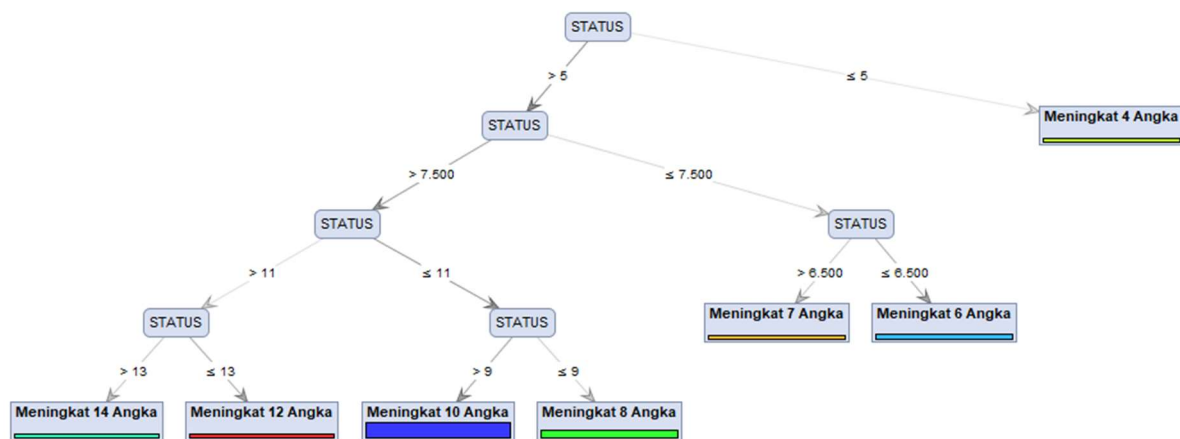 STATUS
> 5
≤ 5
Meningkat 4 Angka
STATUS
> 7.500
≤ 7.500
STATUS
STATUS
> 11
≤ 11
> 6.500
≤ 6.500
STATUS
STATUS
Meningkat 7 Angka
Meningkat 6 Angka
> 13
≤ 13
> 9
≤ 9
Meningkat 14 Angka
Meningkat 12 Angka
Meningkat 10 Angka
Meningkat 8 Angka